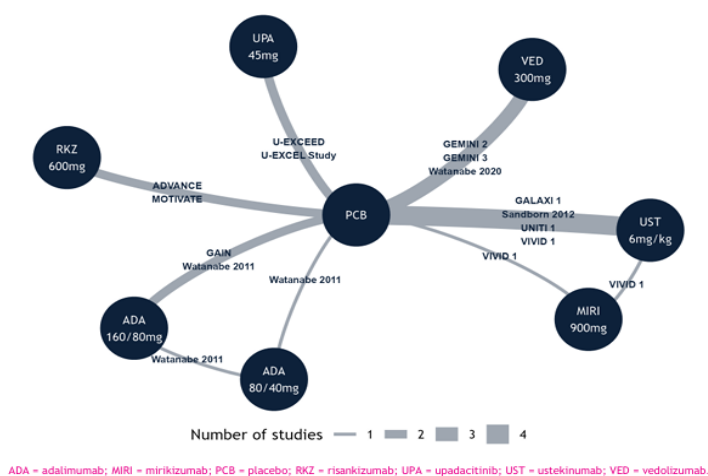 UPA
45mg
VED
300mg
RKZ
600mg
U-EXCEED
U-EXCEL Study
GEMINI 2
GEMINI 3
Watanabe 2020
ADVANCE
MOTIVATE
PCB
GALAXI 1
Sandborn 2012
UNITI 1
VIVID 1
UST
6mg/kg
GAIN
Watanabe 2011
Watanabe 2011
VIVID 1
VIVID 1
ADA
160/80mg
MIRI
900mg
Watanabe 2011
ADA
80/40mg
Number of studies 1 2 3 4
ADA = adalimumab; MIRI = mirikizumab; PCB = placebo; RKZ = risankizumab; UPA = upadacitinib; UST = ustekinumab; VED = vedolizumab.